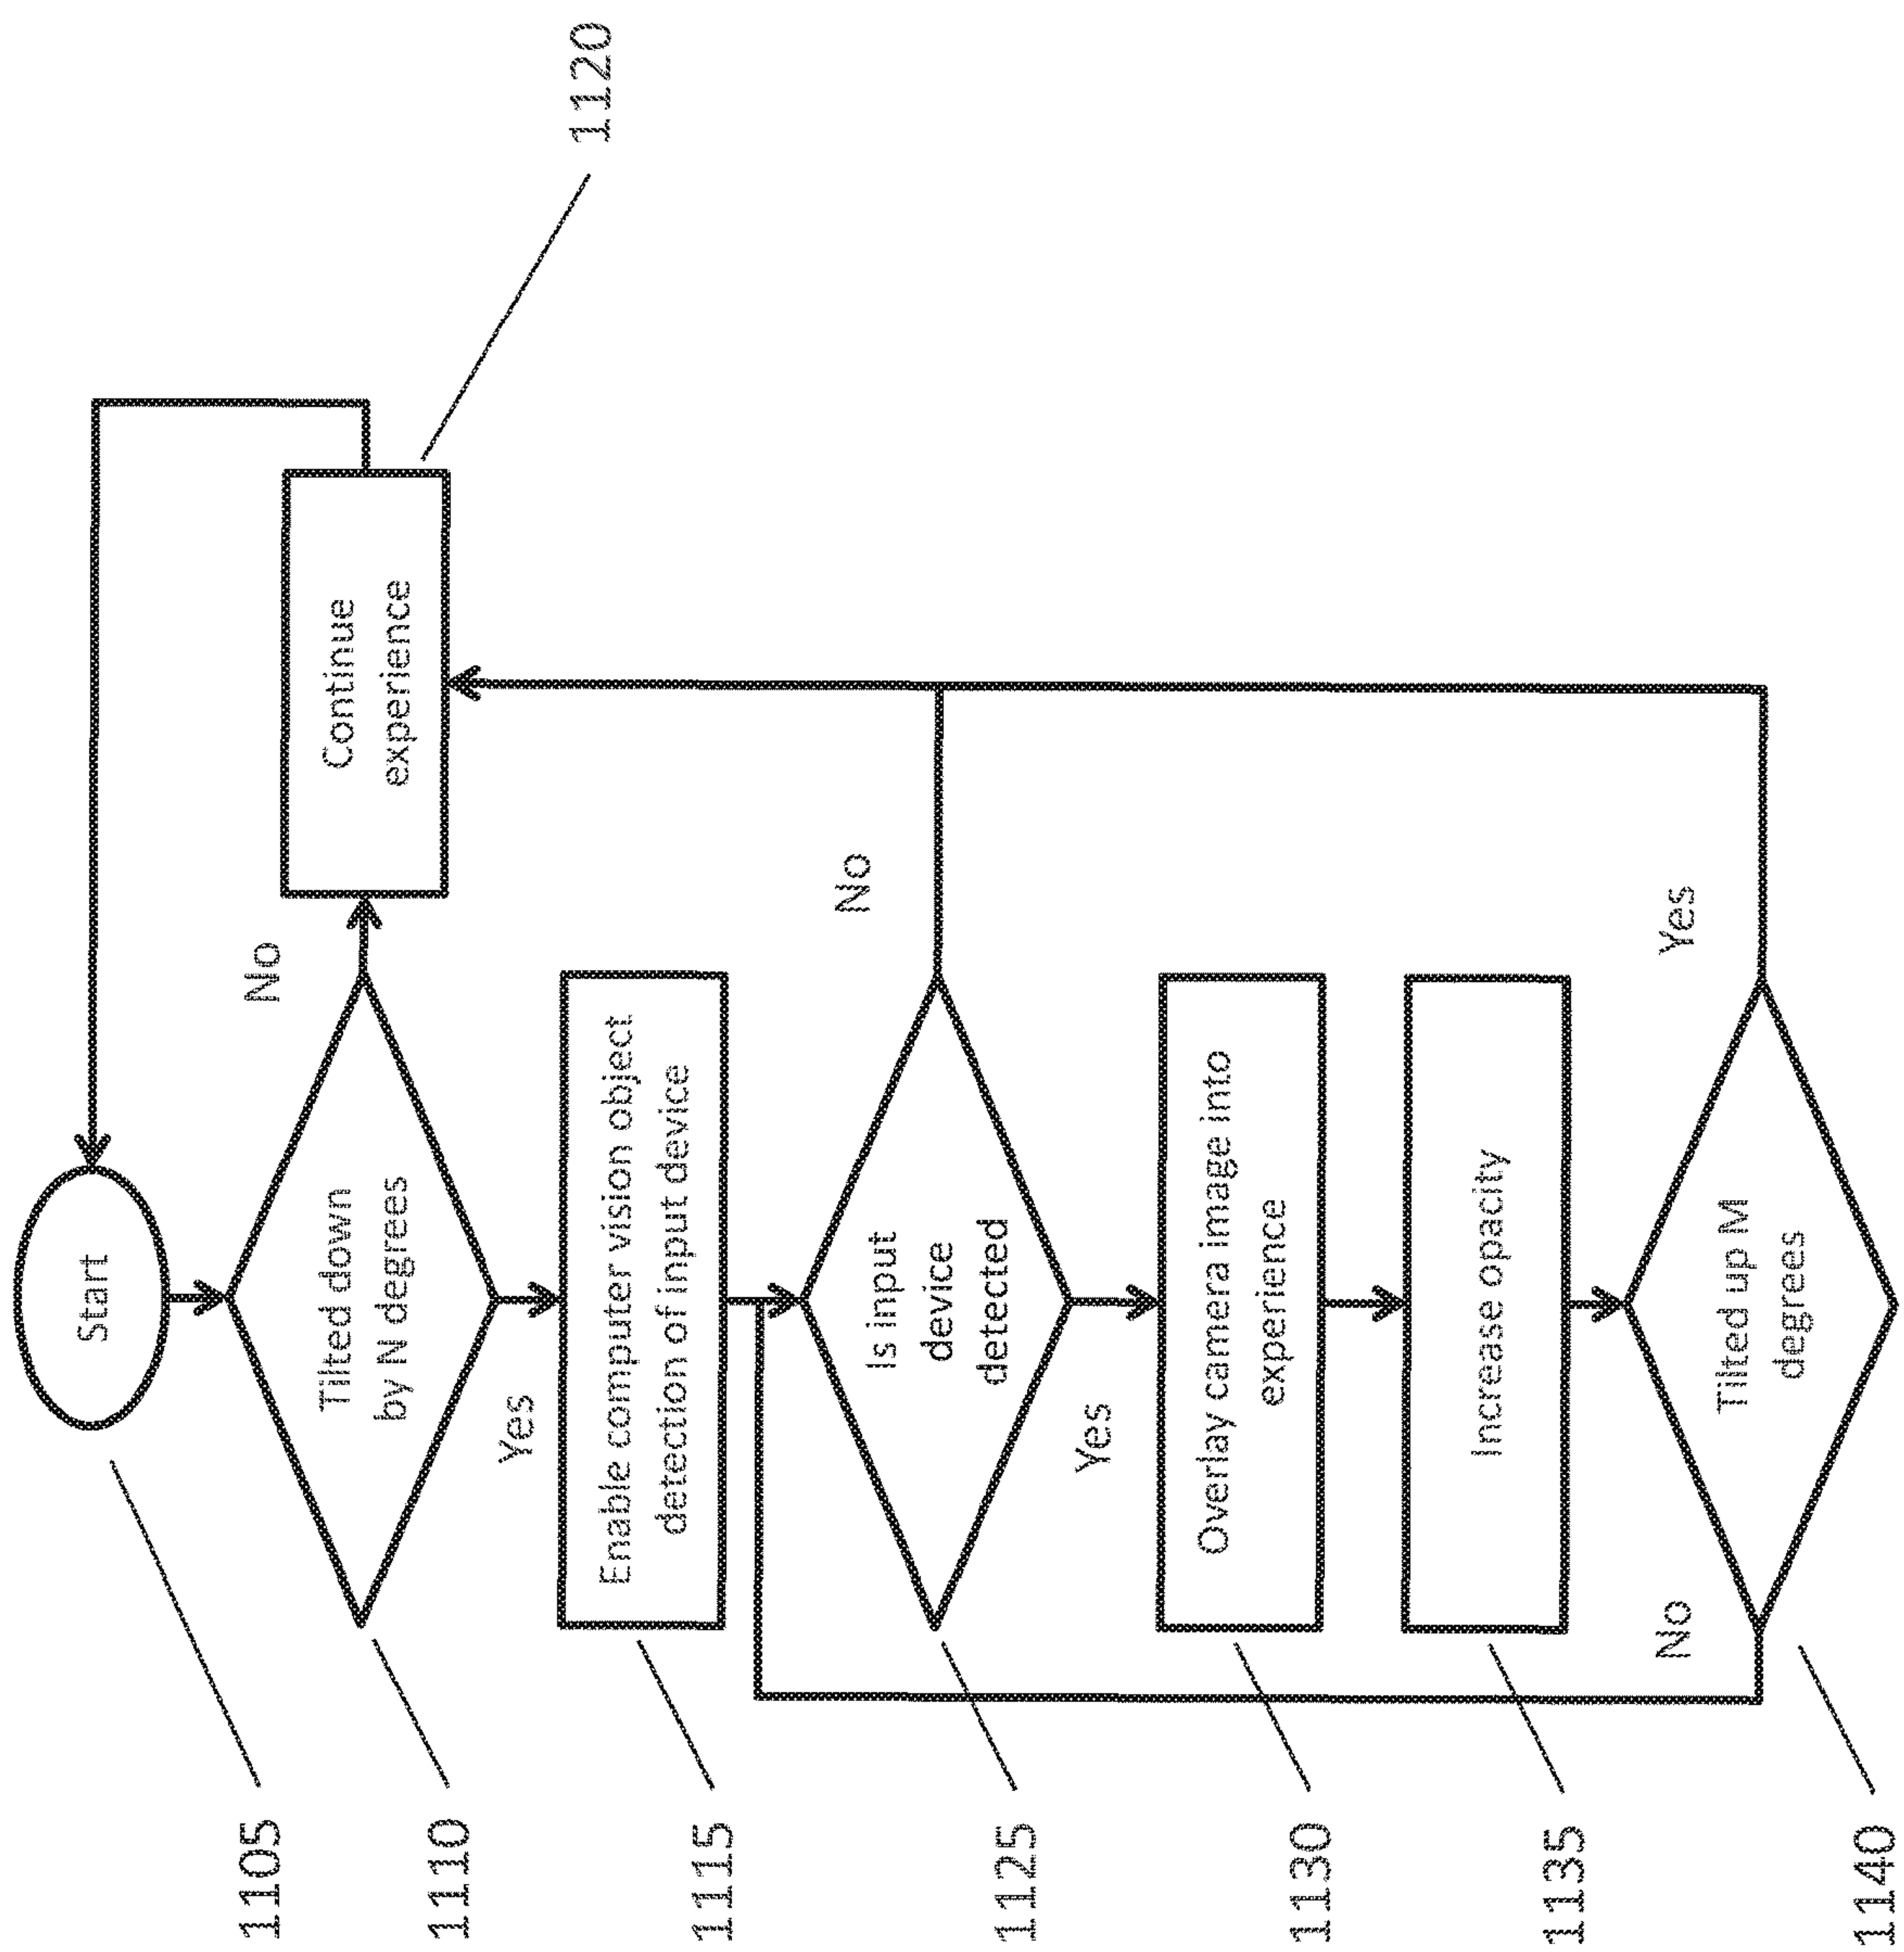 Start
1105
Tilted down
by N degrees
1110
No
Continue
experience
1120
Yes
Enable computer vision object
detection of input device
1115
Is input
device
detected
1125
No
Yes
Overlay camera image into
experience
1130
Increase opacity
1135
Tilted up M
degrees
1140
No
Yes